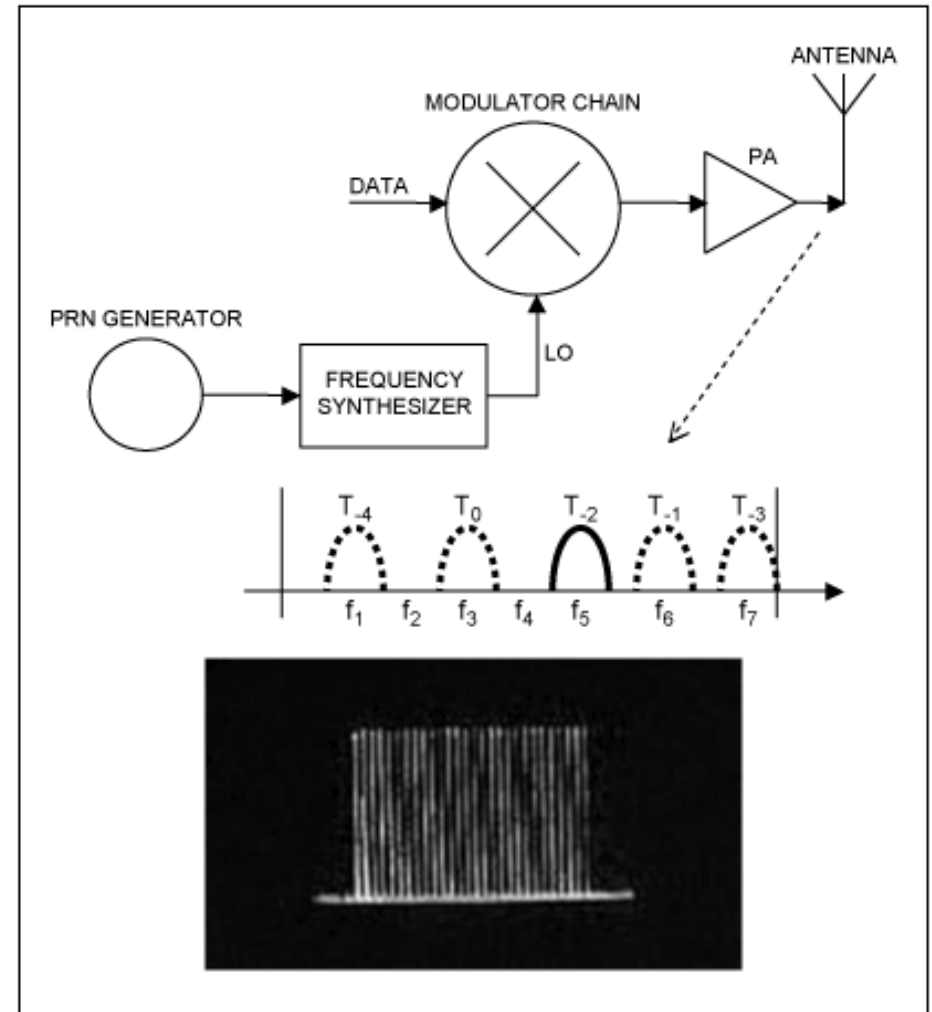 ANTENNA
MODULATOR CHAIN
PA
DATA
PRN GENERATOR
LO
FREQUENCY
SYNTHESIZER
T-4 T0 T-2 T-1 T-3
f1 f2 f3 f4 f5 f6 f7